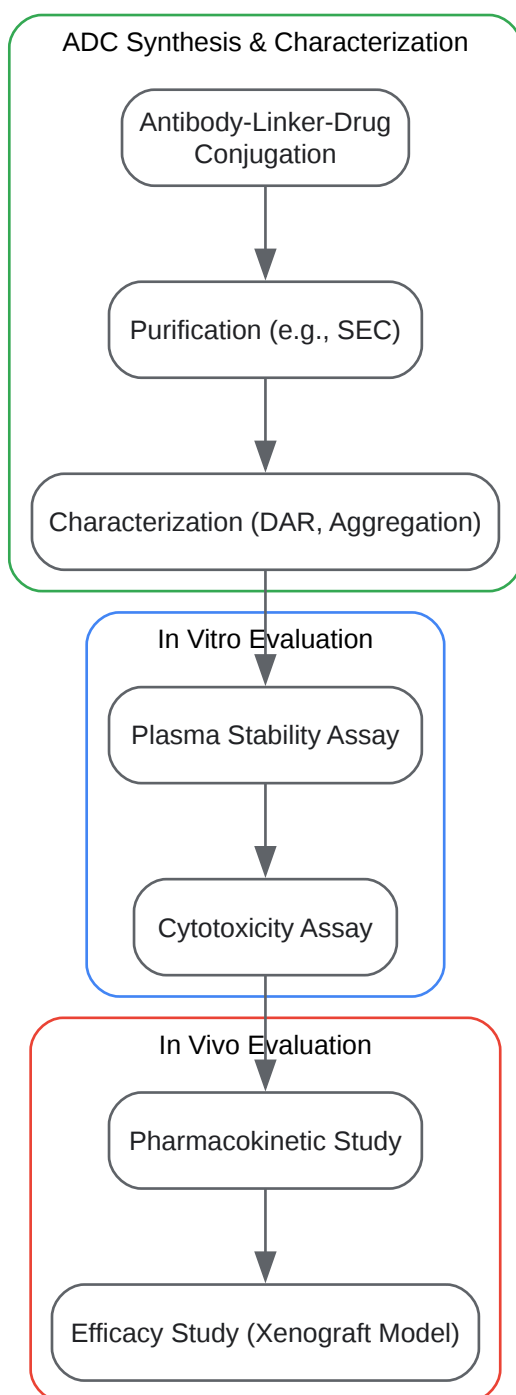 ADC Synthesis & Characterization
Antibody-Linker-Drug
Conjugation
Purification (e.g., SEC)
Characterization (DAR, Aggregation)
In Vitro Evaluation
Plasma Stability Assay
Cytotoxicity Assay
In Vivo Evaluation
Pharmacokinetic Study
Efficacy Study (Xenograft Model)